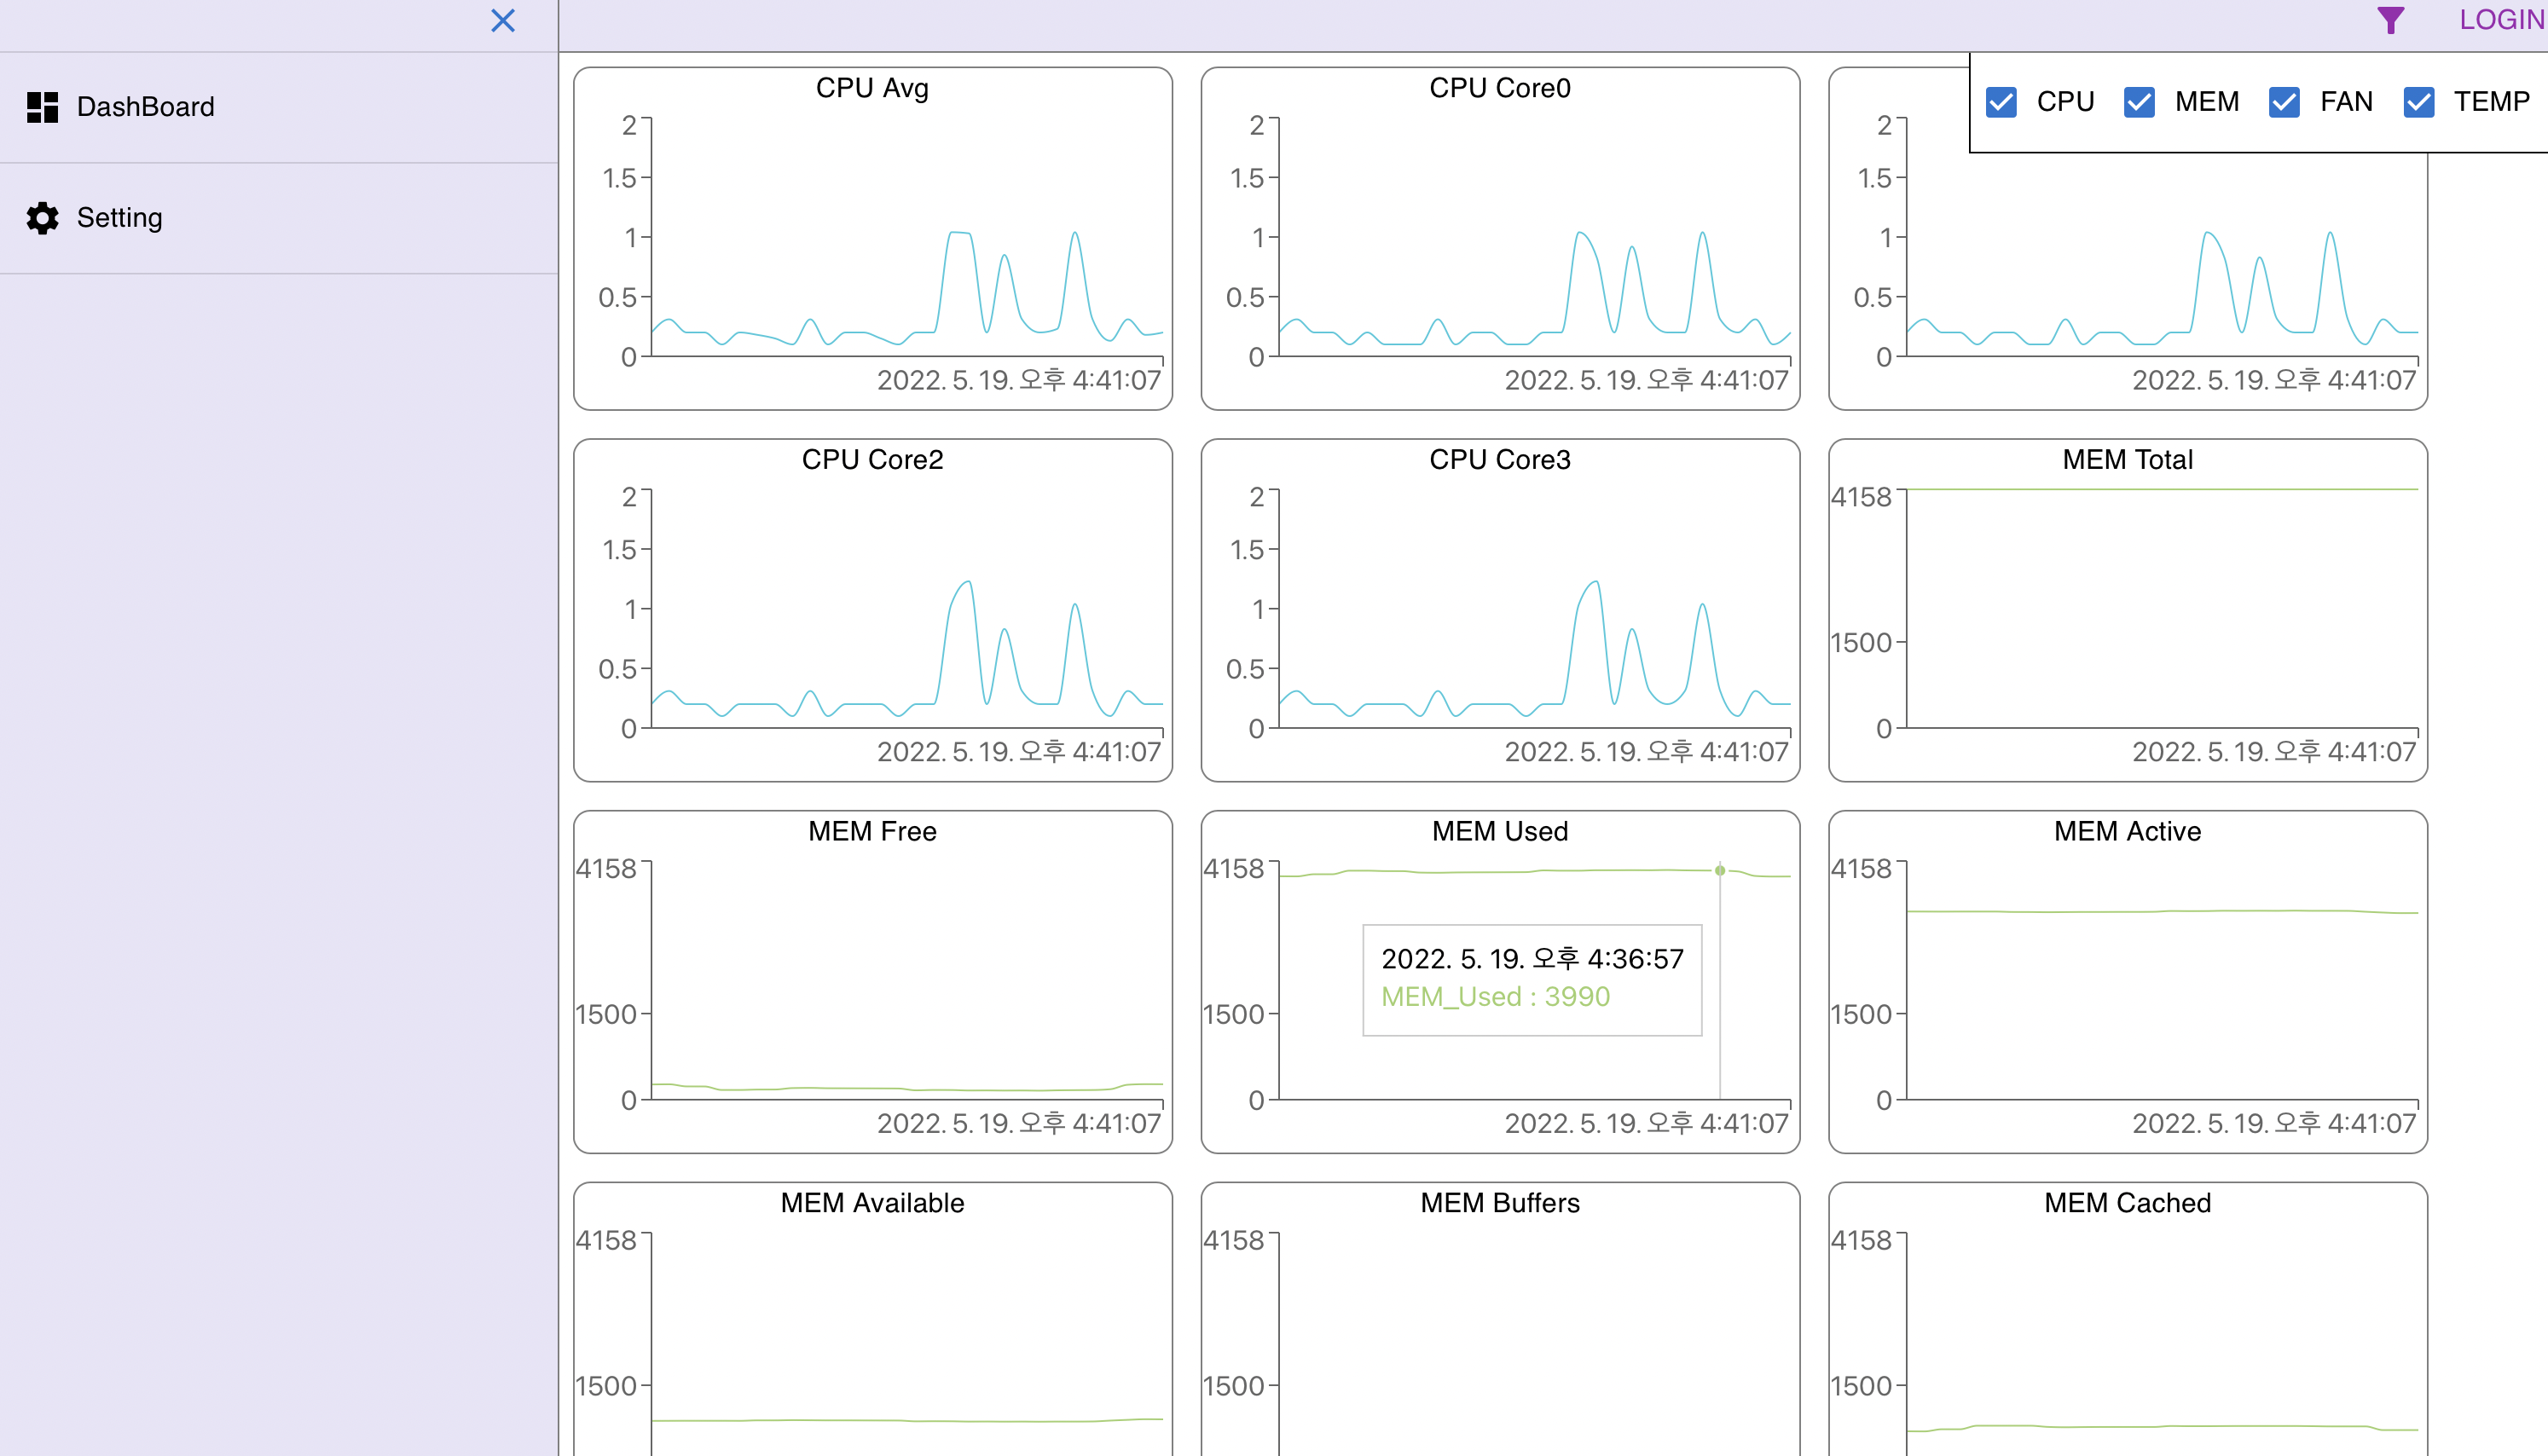 LOGIN
DashBoard
Setting
CPU MEM FAN TEMP
CPU Avg
2
1.5
1
0.5
0
2022. 5. 19. 오후 4:41:07
CPU Core0
2
1.5
1
0.5
0
2022. 5. 19. 오후 4:41:07
2
1.5
1
0.5
0
2022. 5. 19. 오후 4:41:07
CPU Core2
2
1.5
1
0.5
0
2022. 5. 19. 오후 4:41:07
CPU Core3
2
1.5
1
0.5
0
2022. 5. 19. 오후 4:41:07
MEM Total
4158
1500
0
2022. 5. 19. 오후 4:41:07
MEM Free
4158
1500
0
2022. 5. 19. 오후 4:41:07
MEM Used
4158
2022. 5. 19. 오후 4:36:57
MEM_Used : 3990
1500
0
2022. 5. 19. 오후 4:41:07
MEM Active
4158
1500
0
2022. 5. 19. 오후 4:41:07
MEM Available
4158
1500
MEM Buffers
4158
1500
MEM Cached
4158
1500